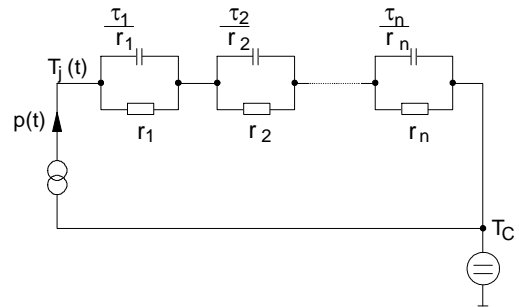 τ1/r1 τ2/r2 τn/rn
Tj(t)
r1 r2 rn
p(t)
TC